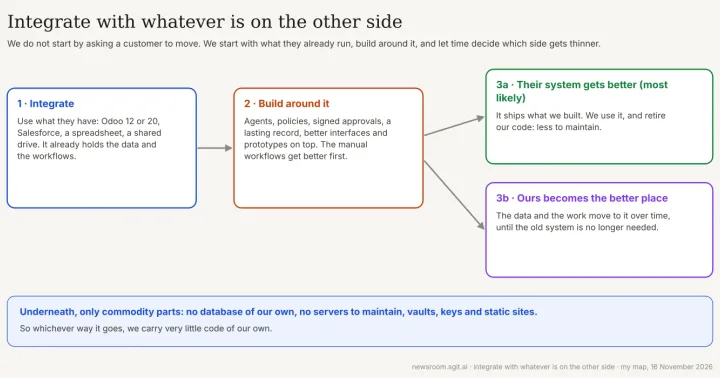 Integrate with whatever is on the other side
We do not start by asking a customer to move. We start with what they already run, build around it, and let time decide which side gets thinner.
1 · Integrate
Use what they have: Odoo 12 or 20,
Salesforce, a spreadsheet, a shared
drive. It already holds the data and
the workflows.
2 · Build around it
Agents, policies, signed approvals, a
lasting record, better interfaces and
prototypes on top. The manual
workflows get better first.
3a · Their system gets better (most
likely)
It ships what we built. We use it, and retire
our code: less to maintain.
3b · Ours becomes the better place
The data and the work move to it over time,
until the old system is no longer needed.
Underneath, only commodity parts: no database of our own, no servers to maintain, vaults, keys and static sites.
So whichever way it goes, we carry very little code of our own.
newsroom.sgit.ai · integrate with whatever is on the other side · my map, 16 November 2026